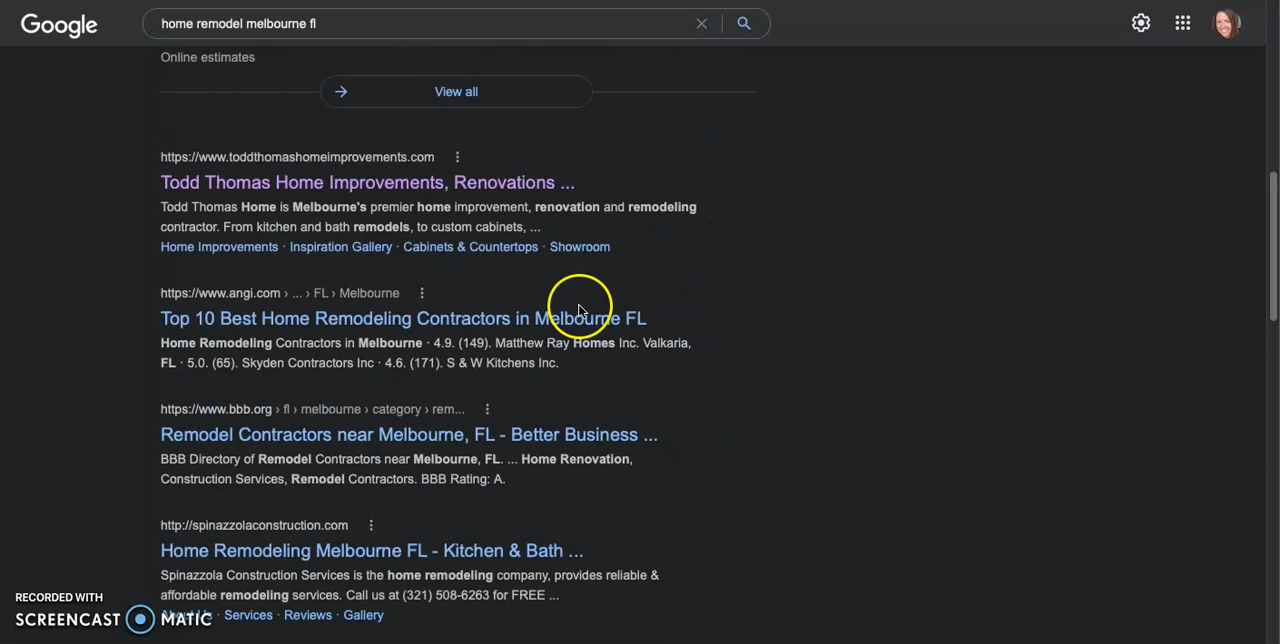 Google
home remodel melbourne fl
Online estimates
View all
https://www.toddthomashomeimprovements.com
Todd Thomas Home Improvements, Renovations ...
Todd Thomas Home is Melbourne's premier home improvement, renovation and remodeling
contractor. From kitchen and bath remodels, to custom cabinets, ...
Home Improvements · Inspiration Gallery · Cabinets & Countertops · Showroom
https://www.angi.com › ... › FL › Melbourne
Top 10 Best Home Remodeling Contractors in Melbourne FL
Home Remodeling Contractors in Melbourne · 4.9. (149). Matthew Ray Homes Inc. Valkaria,
FL · 5.0. (65). Skyden Contractors Inc · 4.6. (171). S & W Kitchens Inc.
https://www.bbb.org › fl › melbourne › category › rem...
Remodel Contractors near Melbourne, FL - Better Business ...
BBB Directory of Remodel Contractors near Melbourne, FL. ... Home Renovation,
Construction Services, Remodel Contractors. BBB Rating: A.
http://spinazzolaconstruction.com
Home Remodeling Melbourne FL - Kitchen & Bath ...
Spinazzola Construction Services is the home remodeling company, provides reliable &
affordable remodeling services. Call us at (321) 508-6263 for FREE ...
About Us · Services · Reviews · Gallery
RECORDED WITH
SCREENCAST MATIC